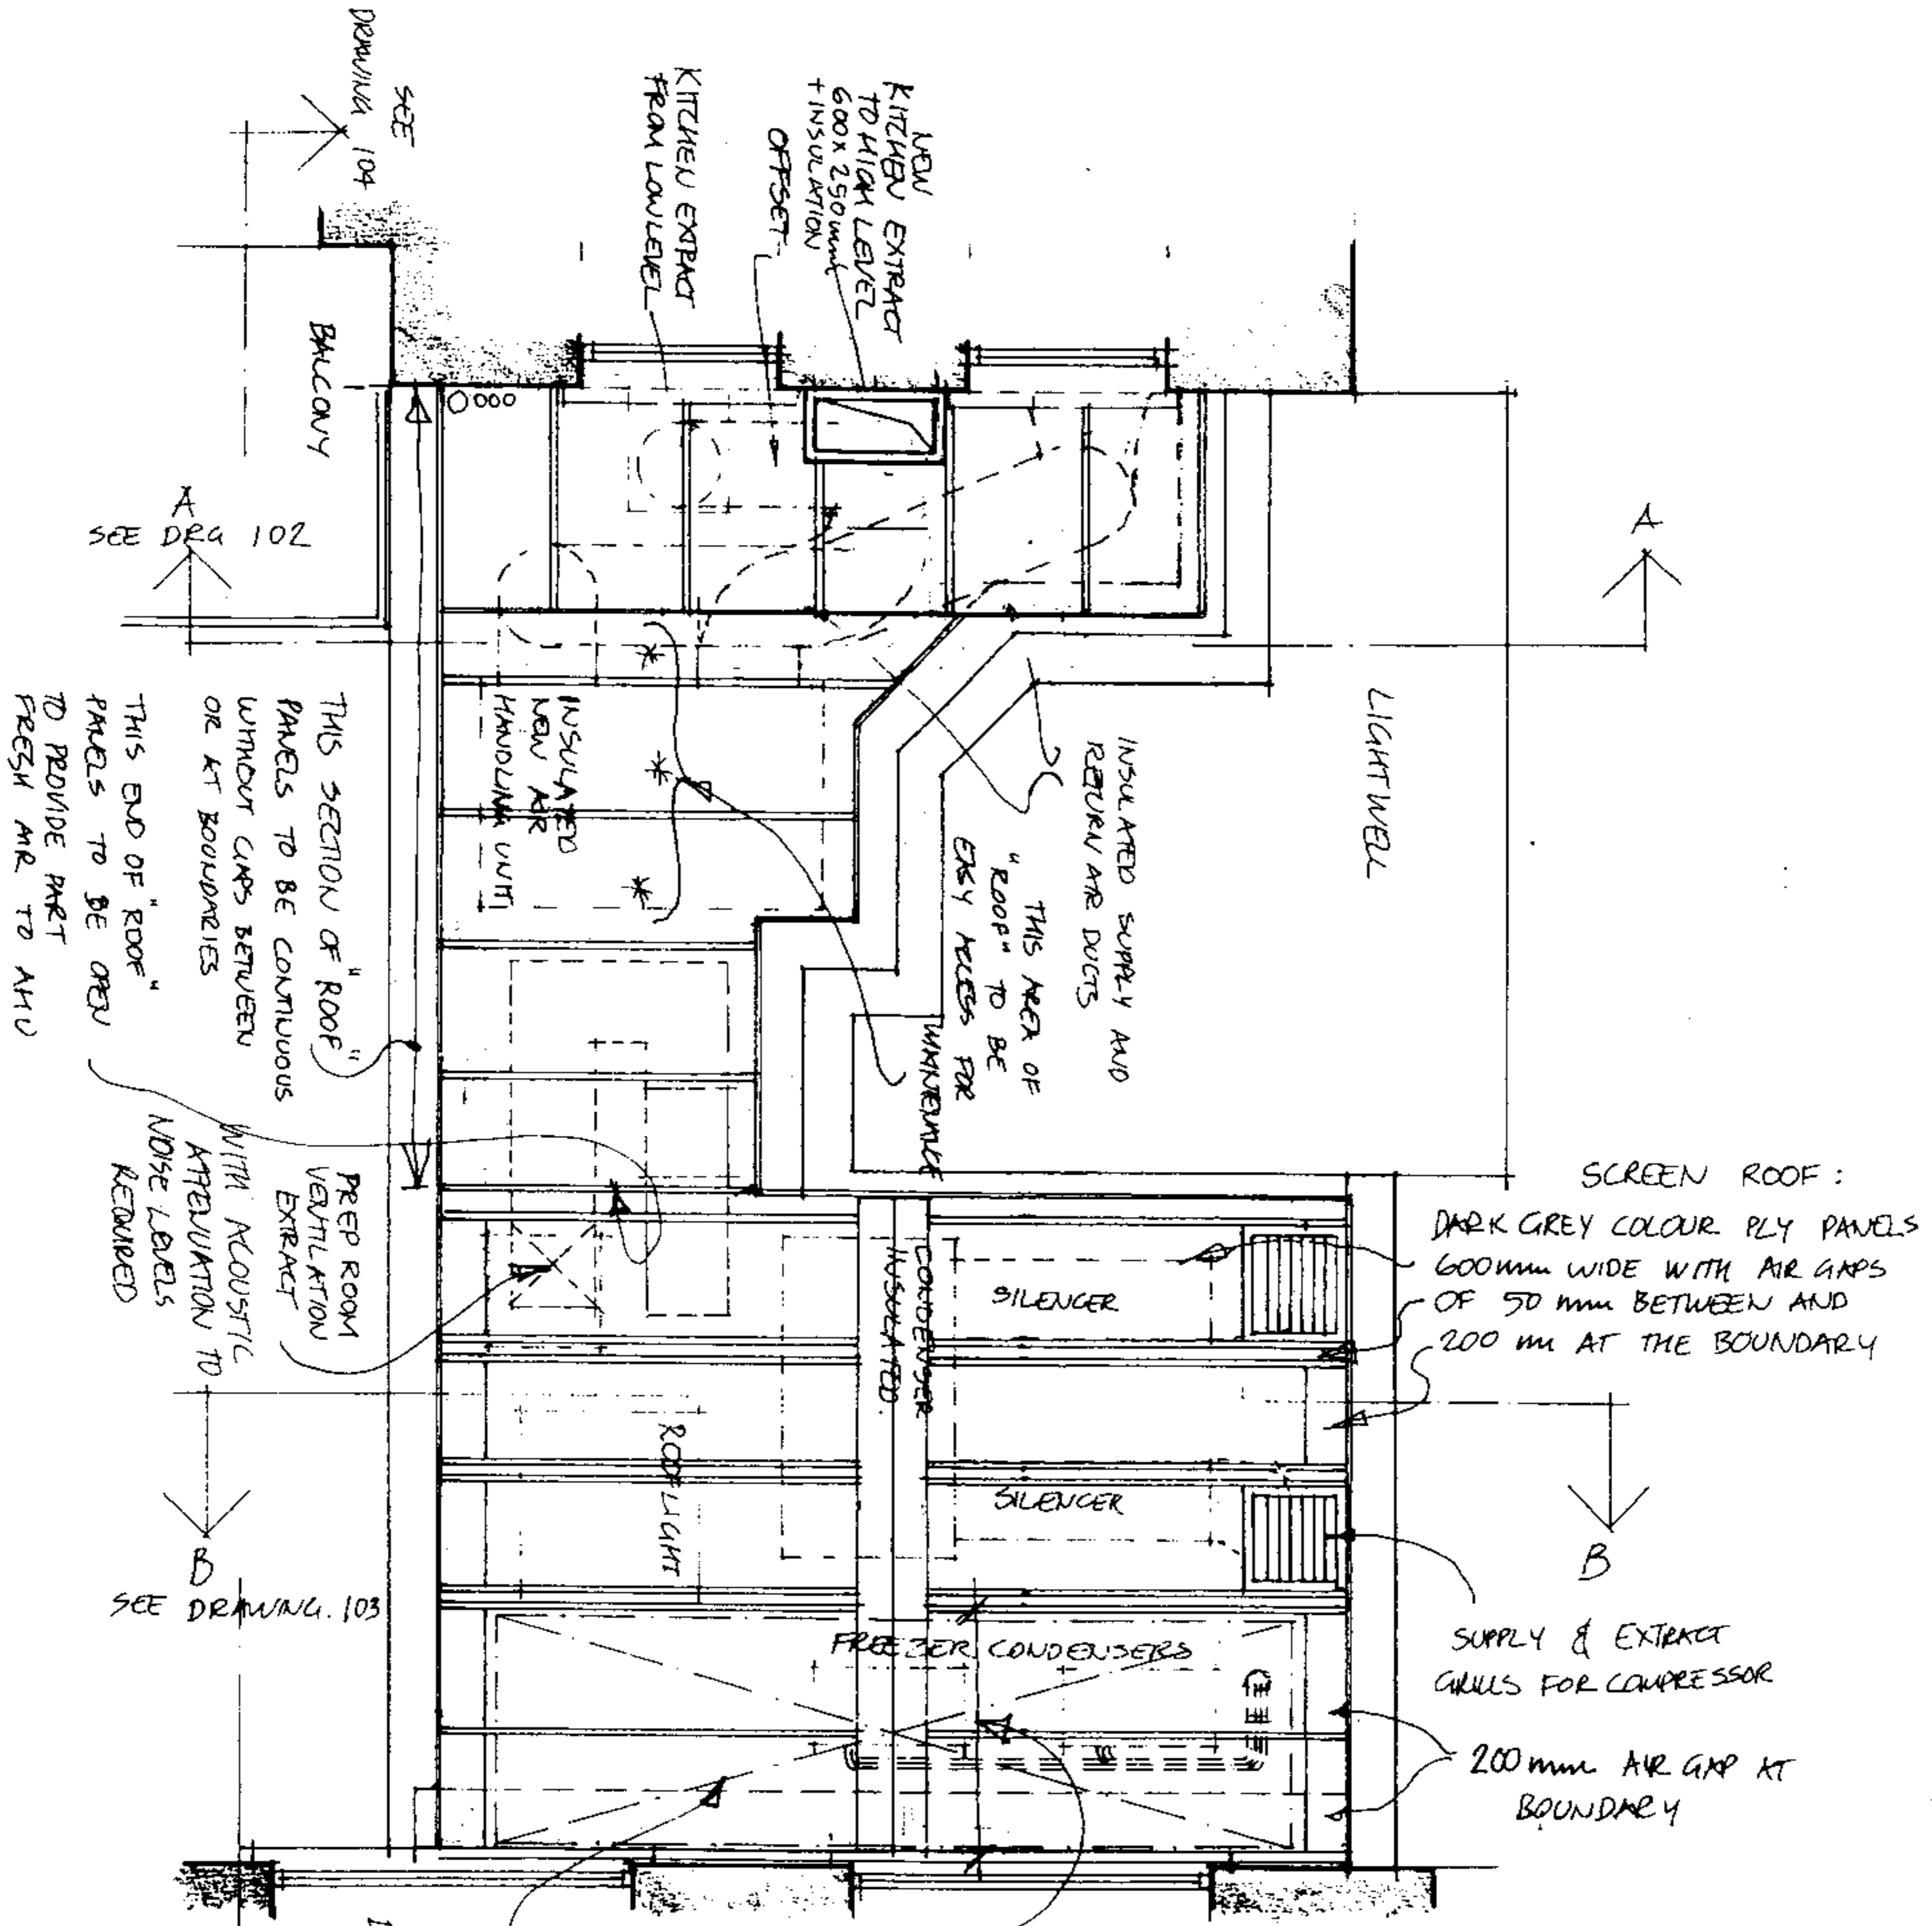 SEE
DRAWING 104
BALCONY
NEW
KITCHEN EXTRACT
TO HIGH LEVEL
600 x 250mm
+ INSULATION
OFFSET
KITCHEN EXTRACT
FROM LOW LEVEL
A
SEE DRG 102
A
LIGHTWELL
INSULATED SUPPLY AND
RETURN AIR DUCTS
THIS AREA OF
"ROOF" TO BE
EASY ACCESS FOR
MAINTENANCE
INSULATED
NEW AIR
HANDLING UNIT
* * *
THIS SECTION OF "ROOF"
PANELS TO BE CONTINUOUS
WITHOUT GAPS BETWEEN
OR AT BOUNDARIES
THIS END OF "ROOF"
PANELS TO BE OPEN
TO PROVIDE PART
FRESH AIR TO AHU
PREP ROOM
VENTILATION
EXTRACT
WITH ACOUSTIC
ATTENUATION TO
NOISE LEVELS
REQUIRED
SCREEN ROOF :
DARK GREY COLOUR PLY PANELS
600mm WIDE WITH AIR GAPS
OF 50 mm BETWEEN AND
200 mm AT THE BOUNDARY
SILENCER
CONDENSER
INSULATED
SILENCER
ROOFLIGHT
B
SEE DRAWING.103
B
FREEZER CONDENSERS
SUPPLY & EXTRACT
GRILLS FOR COMPRESSOR
200mm AIR GAP AT
BOUNDARY